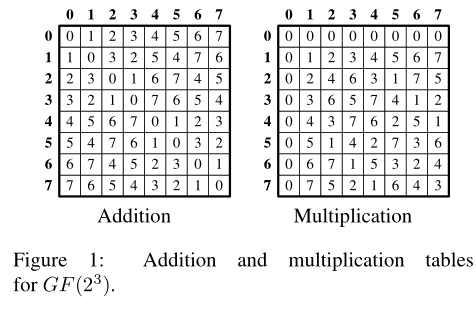 0 1 2 3 4 5 6 7 0 1 2 3 4 5 6 7
0 0 1 2 3 4 5 6 7 0 0 0 0 0 0 0 0 0
1 1 0 3 2 5 4 7 6 1 0 1 2 3 4 5 6 7
2 2 3 0 1 6 7 4 5 2 0 2 4 6 3 1 7 5
3 3 2 1 0 7 6 5 4 3 0 3 6 5 7 4 1 2
4 4 5 6 7 0 1 2 3 4 0 4 3 7 6 2 5 1
5 5 4 7 6 1 0 3 2 5 0 5 1 4 2 7 3 6
6 6 7 4 5 2 3 0 1 6 0 6 7 1 5 3 2 4
7 7 6 5 4 3 2 1 0 7 0 7 5 2 1 6 4 3
Addition Multiplication
Figure 1: Addition and multiplication tables
for GF(2³).